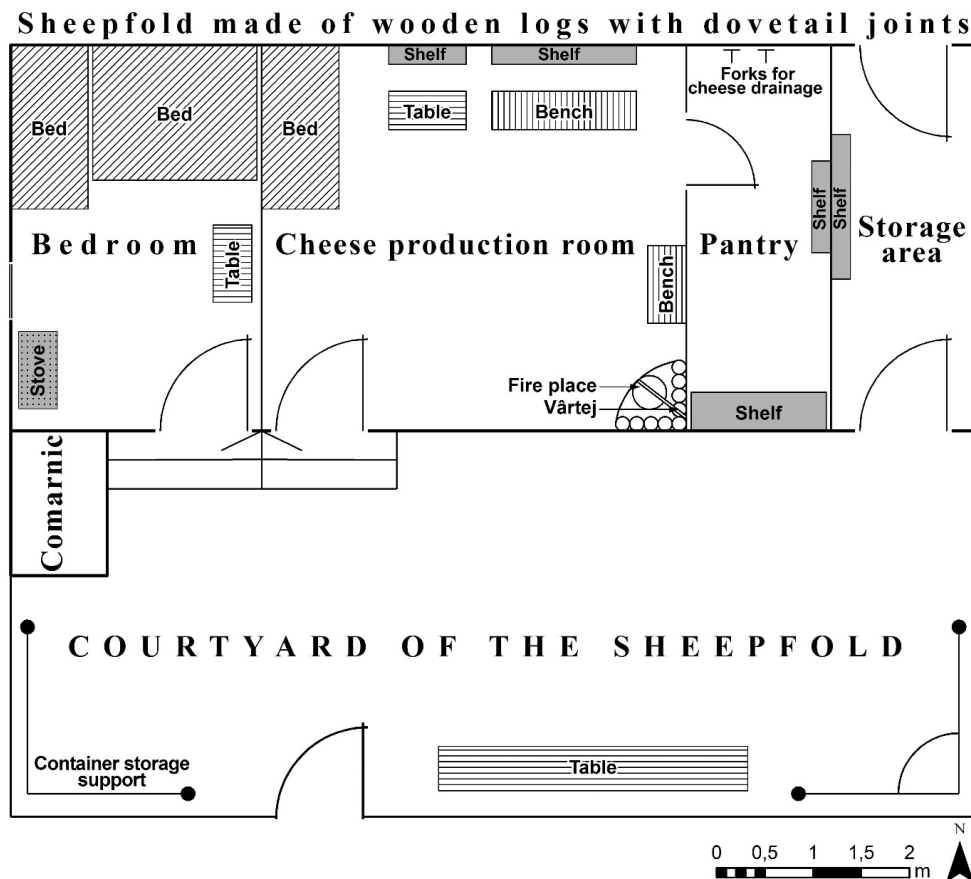 Sheepfold made of wooden logs with dovetail joints
Shelf
Shelf
Forks for
cheese drainage
Bed
Bed
Bed
Table
Bench
Shelf
Shelf
Bedroom
Table
Cheese production room
Bench
Pantry
Storage
area
Stove
Fire place
Vârtej
Shelf
Comarnic
COURTYARD OF THE SHEEPFOLD
Container storage
support
Table
N
0 0,5 1 1,5 2
m